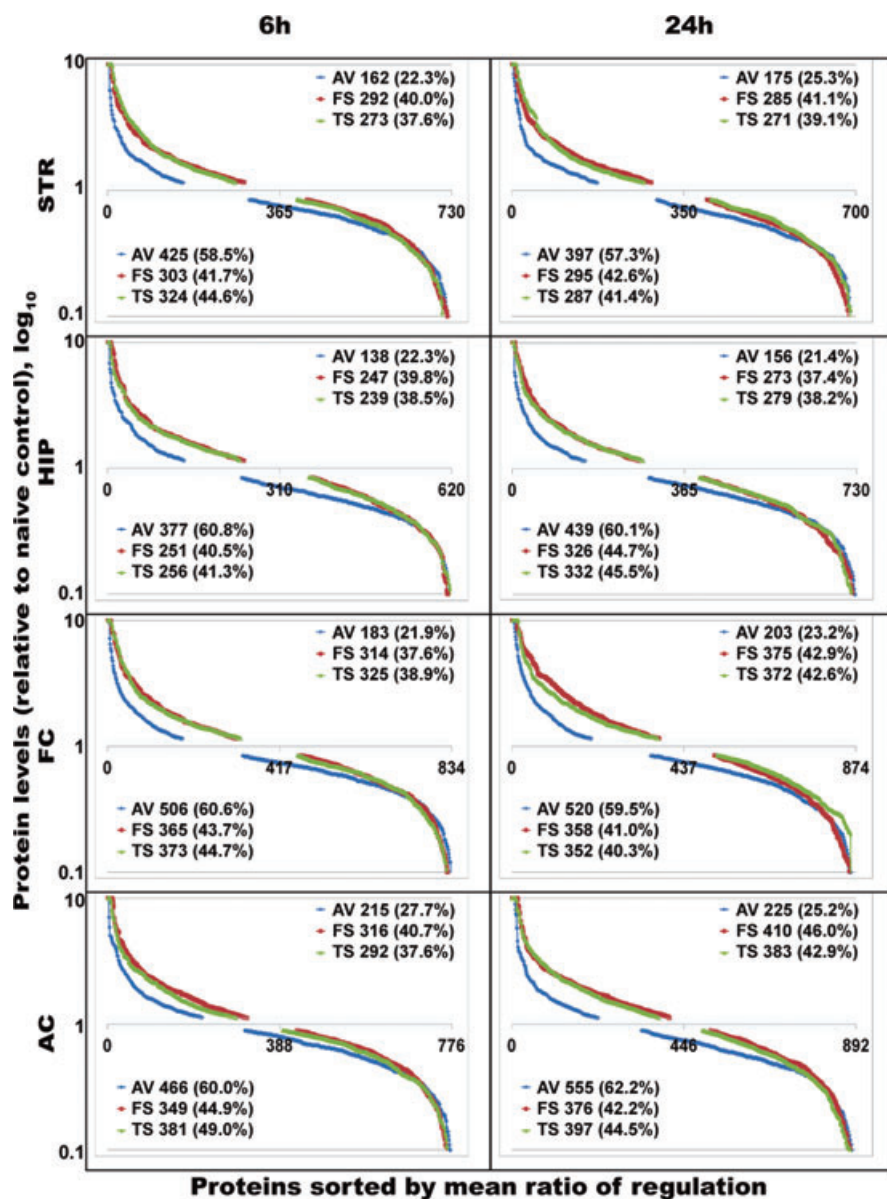 6h 24h
Protein levels (relative to naive control), log₁₀
STR
10
AV 162 (22.3%)
FS 292 (40.0%)
TS 273 (37.6%)
1
0 365 730
AV 425 (58.5%)
FS 303 (41.7%)
TS 324 (44.6%)
0.1
AV 175 (25.3%)
FS 285 (41.1%)
TS 271 (39.1%)
0 350 700
AV 397 (57.3%)
FS 295 (42.6%)
TS 287 (41.4%)
HIP
10
AV 138 (22.3%)
FS 247 (39.8%)
TS 239 (38.5%)
1
0 310 620
AV 377 (60.8%)
FS 251 (40.5%)
TS 256 (41.3%)
0.1
AV 156 (21.4%)
FS 273 (37.4%)
TS 279 (38.2%)
0 365 730
AV 439 (60.1%)
FS 326 (44.7%)
TS 332 (45.5%)
FC
10
AV 183 (21.9%)
FS 314 (37.6%)
TS 325 (38.9%)
1
0 417 834
AV 506 (60.6%)
FS 365 (43.7%)
TS 373 (44.7%)
0.1
AV 203 (23.2%)
FS 375 (42.9%)
TS 372 (42.6%)
0 437 874
AV 520 (59.5%)
FS 358 (41.0%)
TS 352 (40.3%)
AC
10
AV 215 (27.7%)
FS 316 (40.7%)
TS 292 (37.6%)
1
0 388 776
AV 466 (60.0%)
FS 349 (44.9%)
TS 381 (49.0%)
0.1
AV 225 (25.2%)
FS 410 (46.0%)
TS 383 (42.9%)
0 446 892
AV 555 (62.2%)
FS 376 (42.2%)
TS 397 (44.5%)
Proteins sorted by mean ratio of regulation